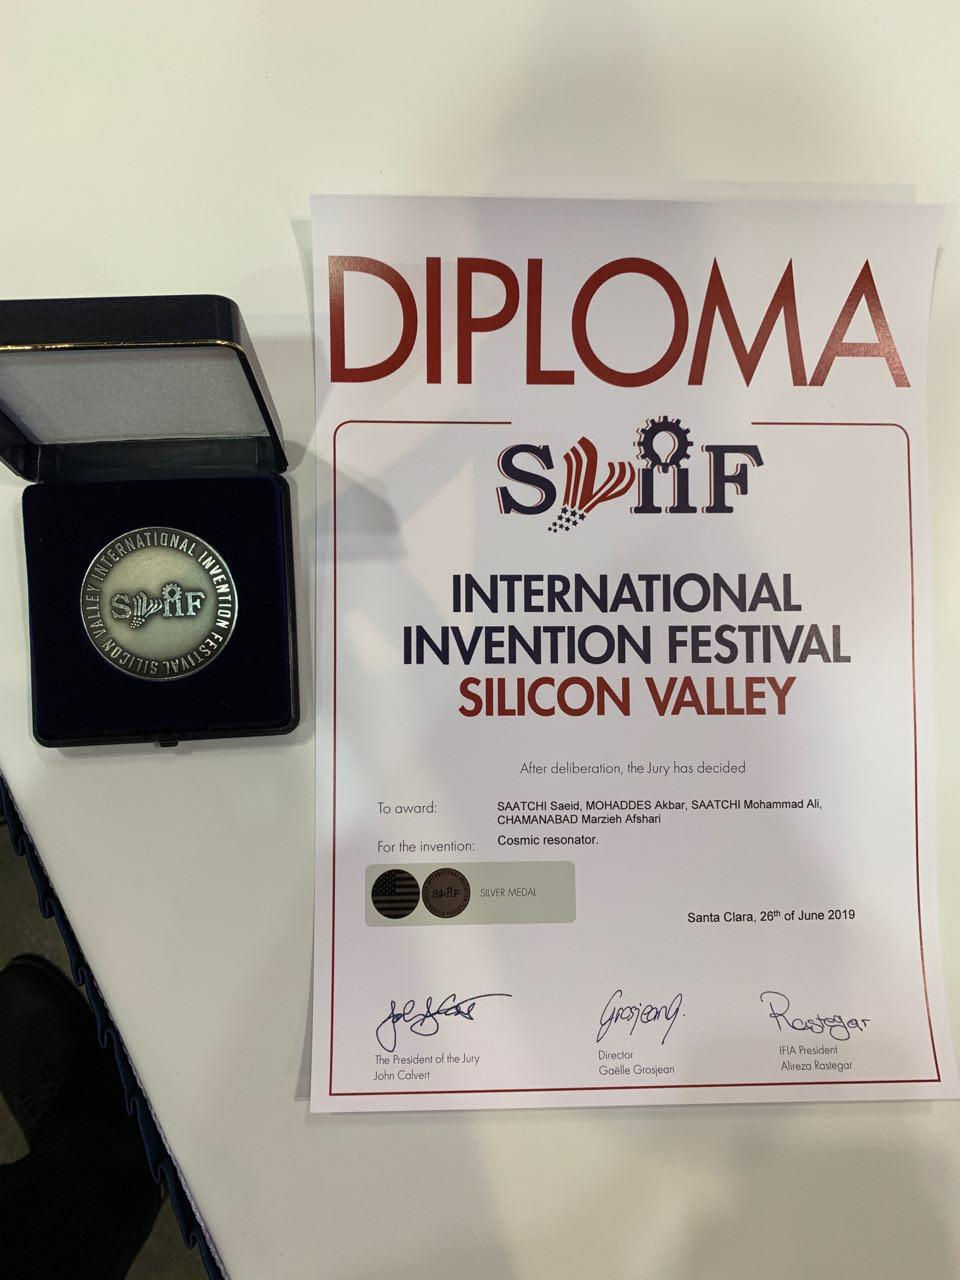 DIPLOMA
SViiF
INTERNATIONAL
INVENTION FESTIVAL
SILICON VALLEY
After deliberation, the Jury has decided
To award: SAATCHI Saeid, MOHADDES Akbar, SAATCHI Mohammad Ali,
CHAMANABAD Marzieh Afshari
For the invention: Cosmic resonator.
SViiF SILVER MEDAL
Santa Clara, 26th of June 2019
Grosjean
Rastegar
The President of the Jury
John Calvert
Director
Gaëlle Grosjean
IFIA President
Alireza Rastegar
INTERNATIONAL INVENTION FESTIVAL SILICON VALLEY
SViiF